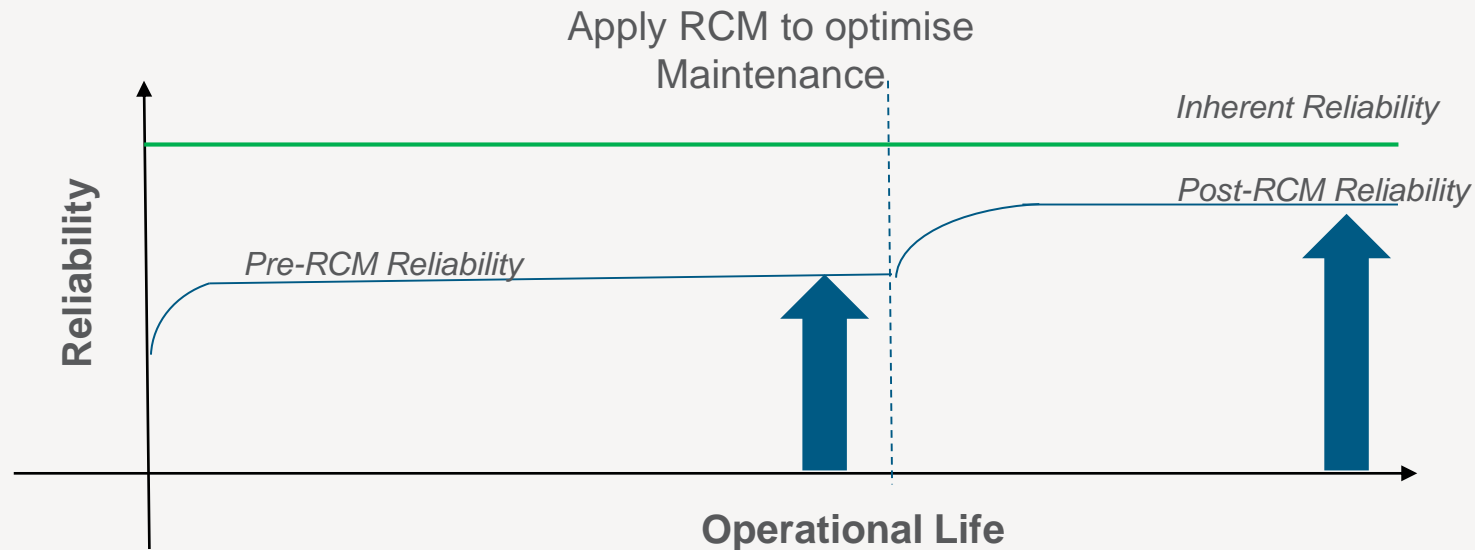 Apply RCM to optimise
Maintenance
Inherent Reliability
Post-RCM Reliability
Pre-RCM Reliability
Reliability
Operational Life